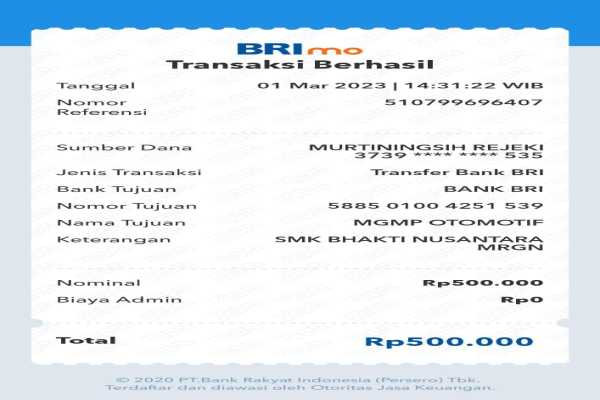 BRImo
Transaksi Berhasil
Tanggal 01 Mar 2023 | 14:31:22 WIB
Nomor Referensi 510799696407
Sumber Dana MURTININGSIH REJEKI
3739 **** **** 535
Jenis Transaksi Transfer Bank BRI
Bank Tujuan BANK BRI
Nomor Tujuan 5885 0100 4251 539
Nama Tujuan MGMP OTOMOTIF
Keterangan SMK BHAKTI NUSANTARA
MRGN
Nominal Rp500.000
Biaya Admin Rp0
Total Rp500.000
© 2020 PT.Bank Rakyat Indonesia (Persero) Tbk.
Terdaftar dan diawasi oleh Otoritas Jasa Keuangan.